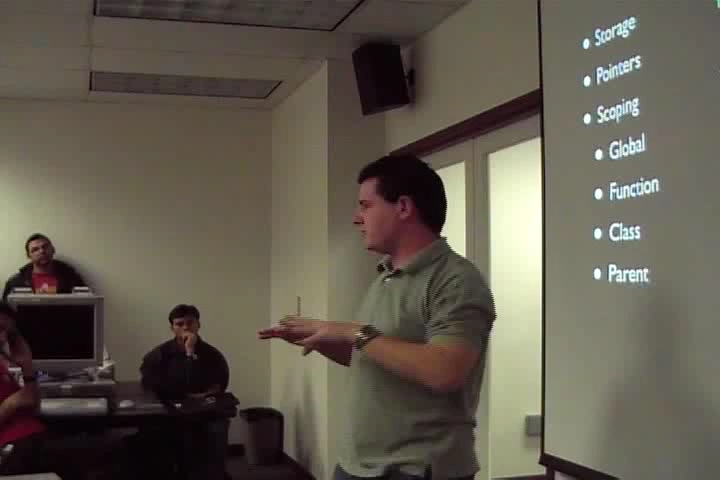 • Storage
• Pointers
• Scoping
• Global
• Function
• Class
• Parent